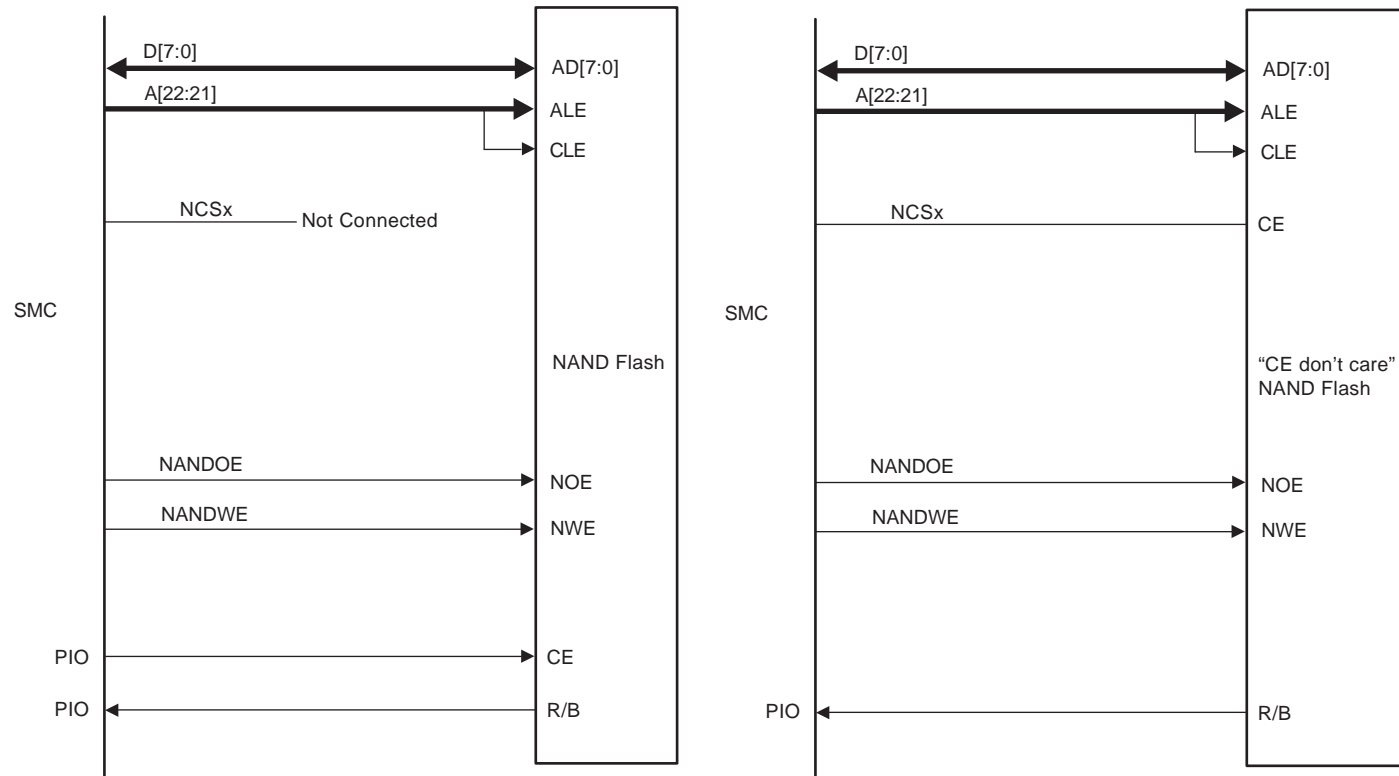 D[7:0]
AD[7:0]
A[22:21]
ALE
CLE
NCSx
Not Connected
SMC
NAND Flash
NANDOE
NOE
NANDWE
NWE
PIO
CE
PIO
R/B
D[7:0]
AD[7:0]
A[22:21]
ALE
CLE
NCSx
CE
SMC
“CE don’t care”
NAND Flash
NANDOE
NOE
NANDWE
NWE
PIO
R/B